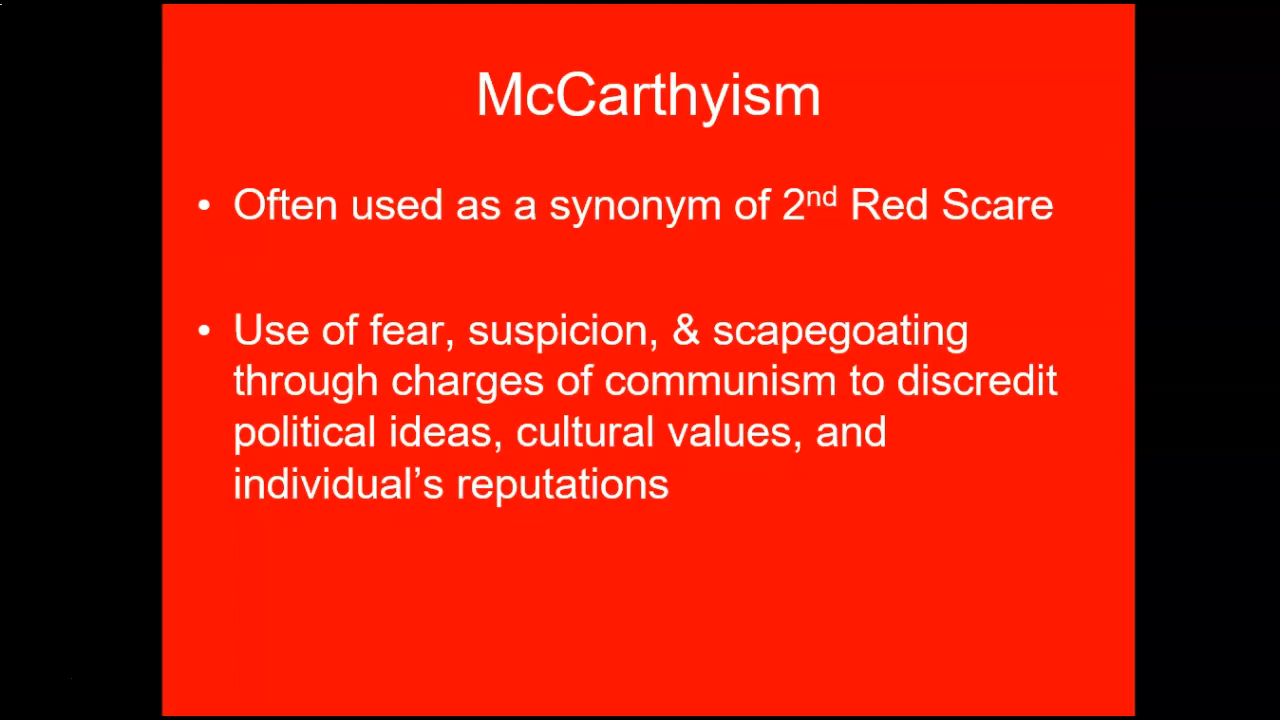 McCarthyism
• Often used as a synonym of 2nd Red Scare
• Use of fear, suspicion, & scapegoating
through charges of communism to discredit
political ideas, cultural values, and
individual’s reputations